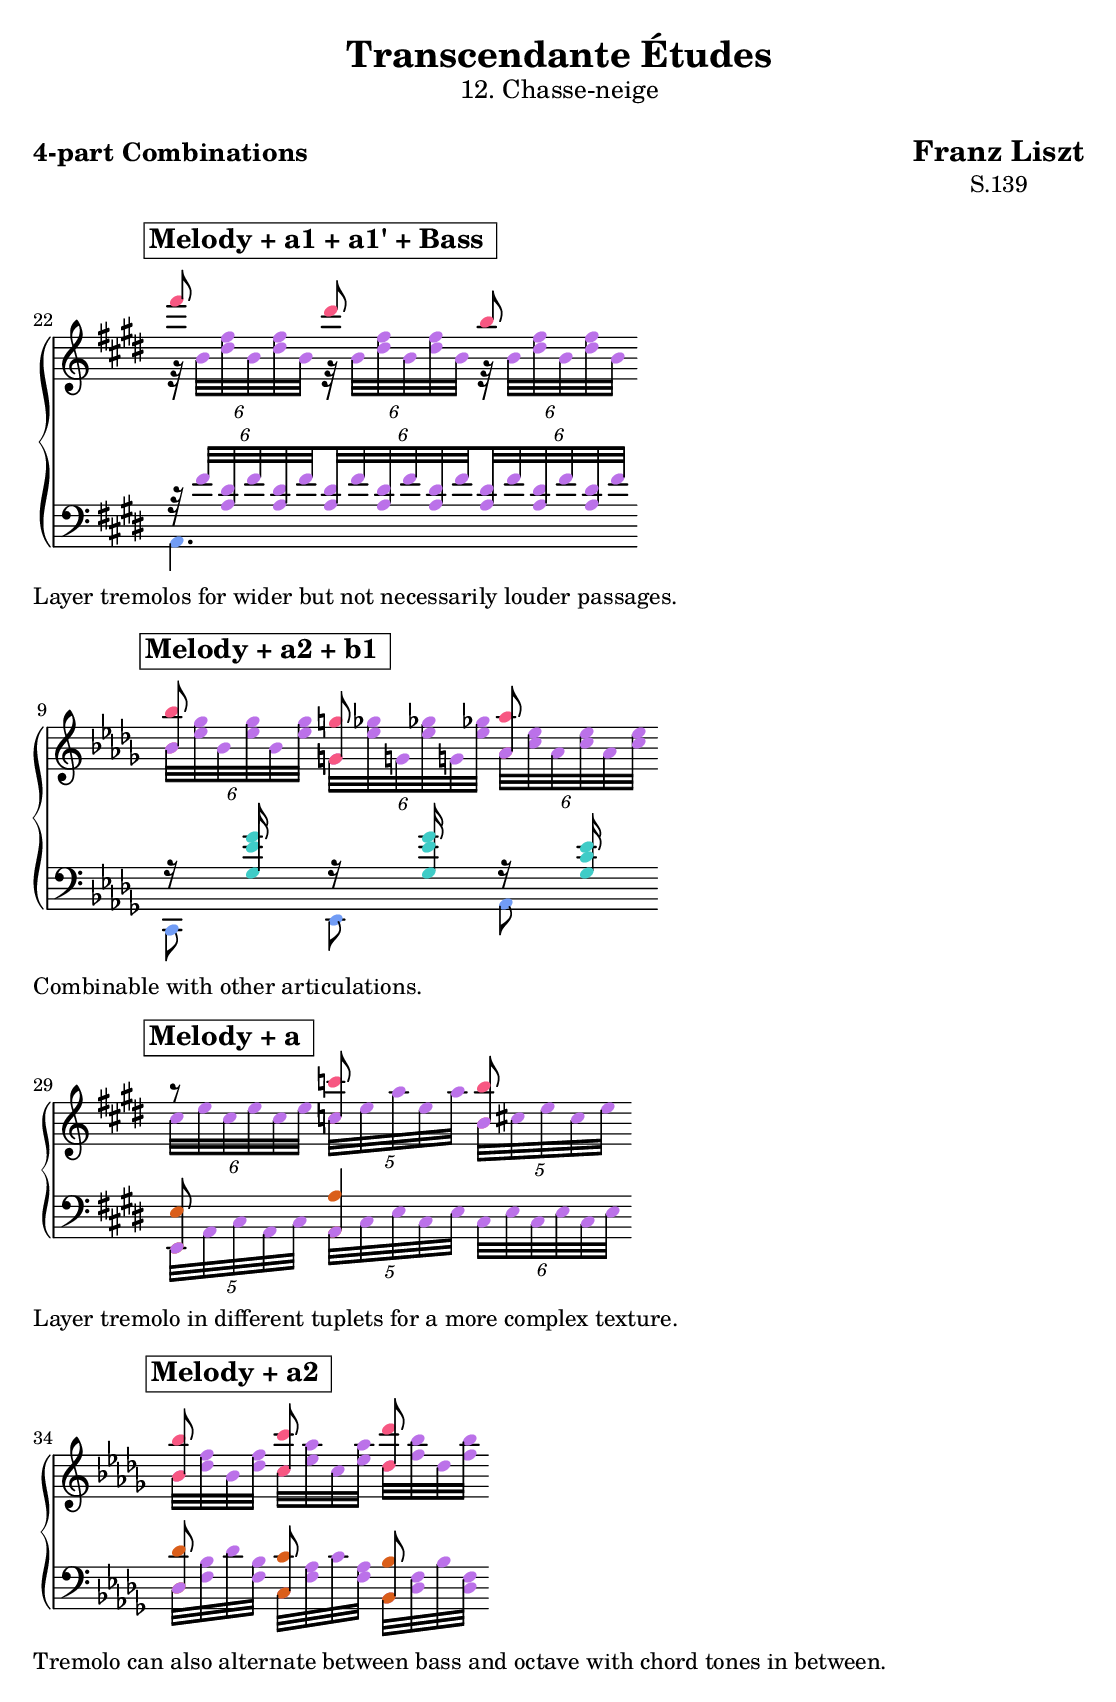 Transcendante Études
12. Chasse-neige
4-part Combinations
Franz Liszt
S.139
Melody + a1 + a1' + Bass
22
6 6 6
6 6 6
Layer tremolos for wider but not necessarily louder passages.
Melody + a2 + b1
9
6 6 6
Combinable with other articulations.
Melody + a
29
6 5 5
5 5 6
Layer tremolo in different tuplets for a more complex texture.
Melody + a2
34
Tremolo can also alternate between bass and octave with chord tones in between.